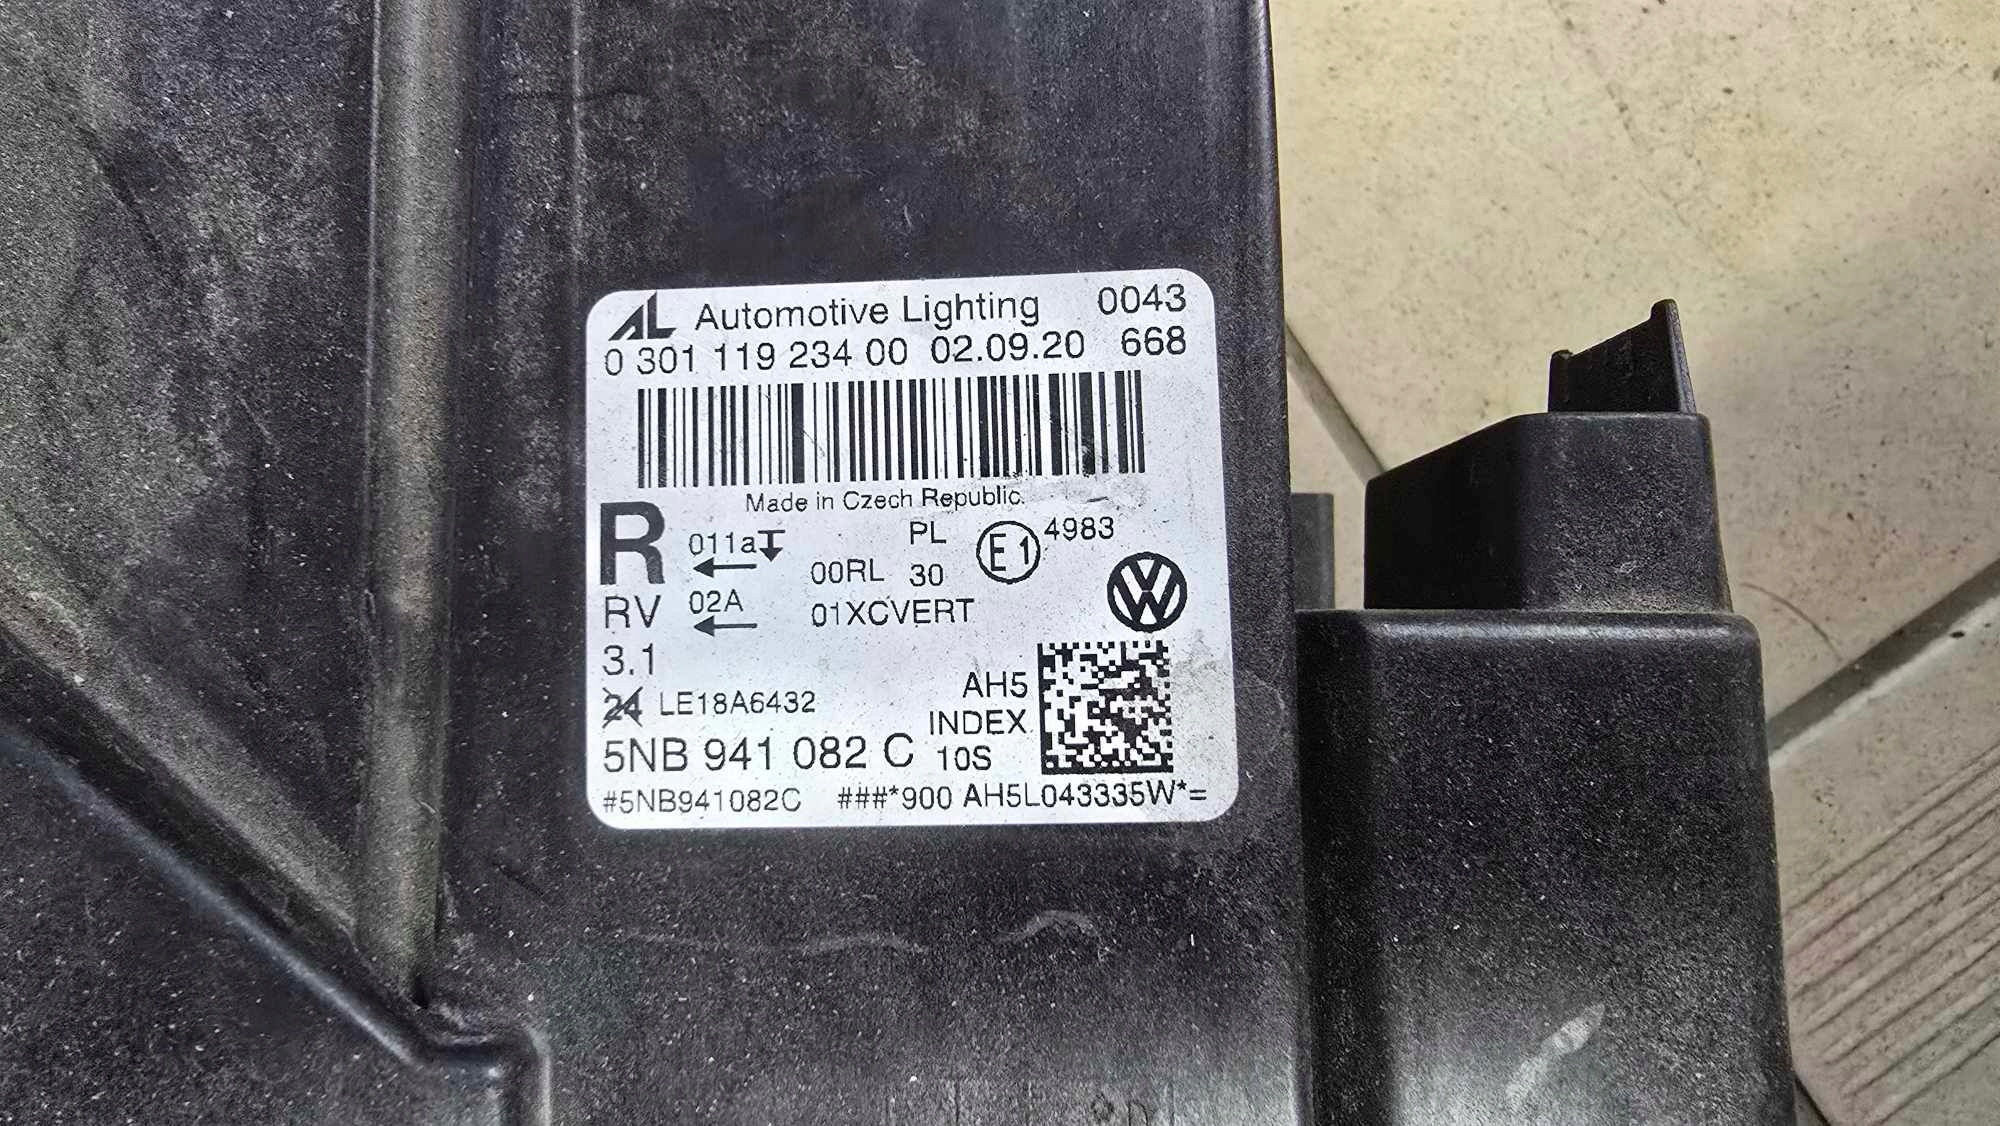 AL Automotive Lighting 0043
0 301 119 234 00 02.09.20 668
Made in Czech Republic.
R 011a PL E1 4983
00RL 30
RV 02A 01XCVERT
3.1
24 LE18A6432 AH5
INDEX
5NB 941 082 C 10S
#5NB941082C ###*900 AH5L043335W*=